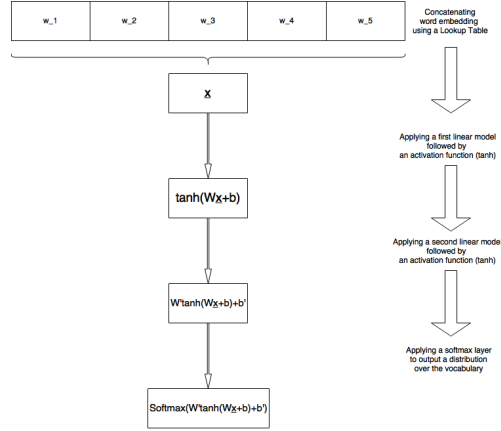 w_1 w_2 w_3 w_4 w_5
Concatenating
word embedding
using a Lookup Table
x
Applying a first linear model
followed by
an activation function (tanh)
tanh(Wx+b)
Applying a second linear mode
followed by
an activation function (tanh)
W'tanh(Wx+b)+b'
Applying a softmax layer
to output a distribution
over the vocabulary
Softmax(W'tanh(Wx+b)+b')